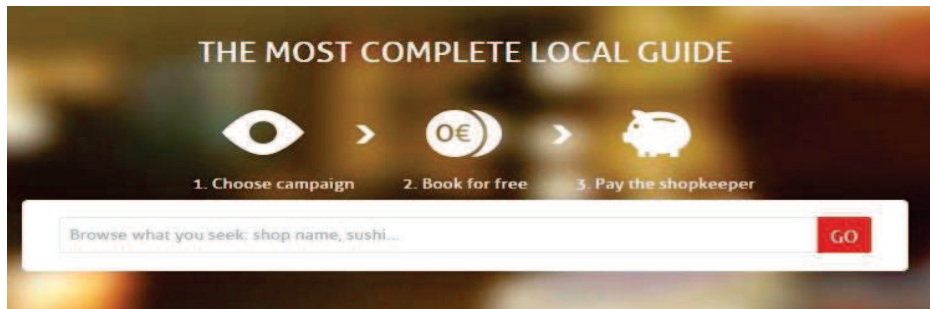 THE MOST COMPLETE LOCAL GUIDE
0€
1. Choose campaign 2. Book for free 3. Pay the shopkeeper
Browse what you seek: shop name, sushi... GO